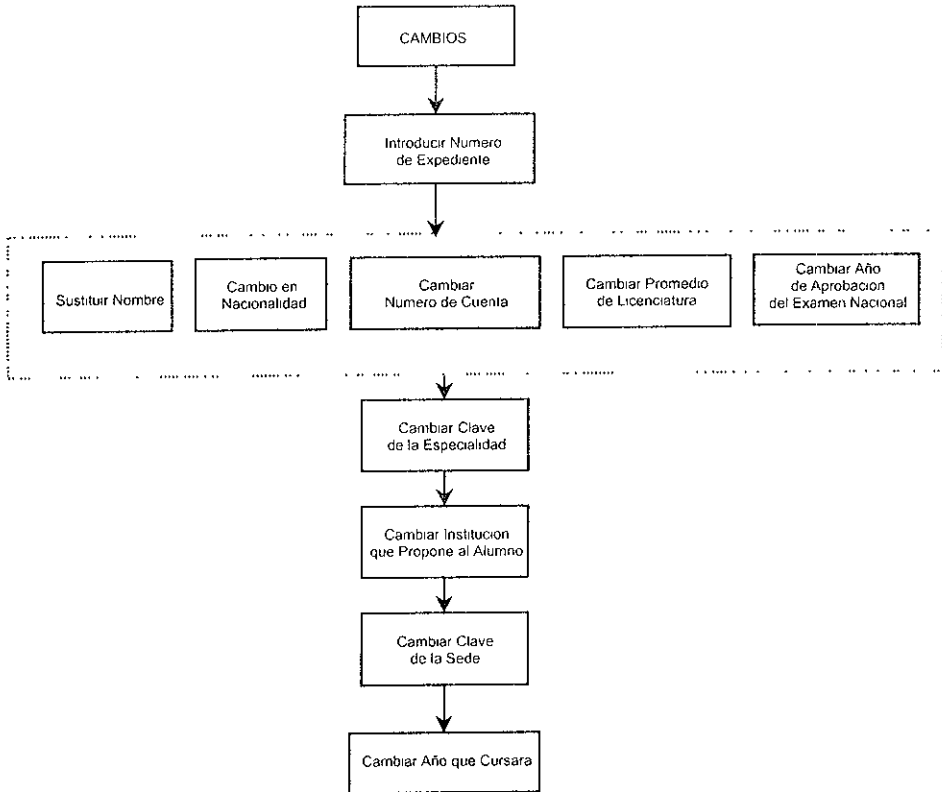 CAMBIOS
Introducir Numero
de Expediente
Sustituir Nombre
Cambio en
Nacionalidad
Cambiar
Numero de Cuenta
Cambiar Promedio
de Licenciatura
Cambiar Año
de Aprobacion
del Examen Nacional
Cambiar Clave
de la Especialidad
Cambiar Institucion
que Propone al Alumno
Cambiar Clave
de la Sede
Cambiar Año que Cursara